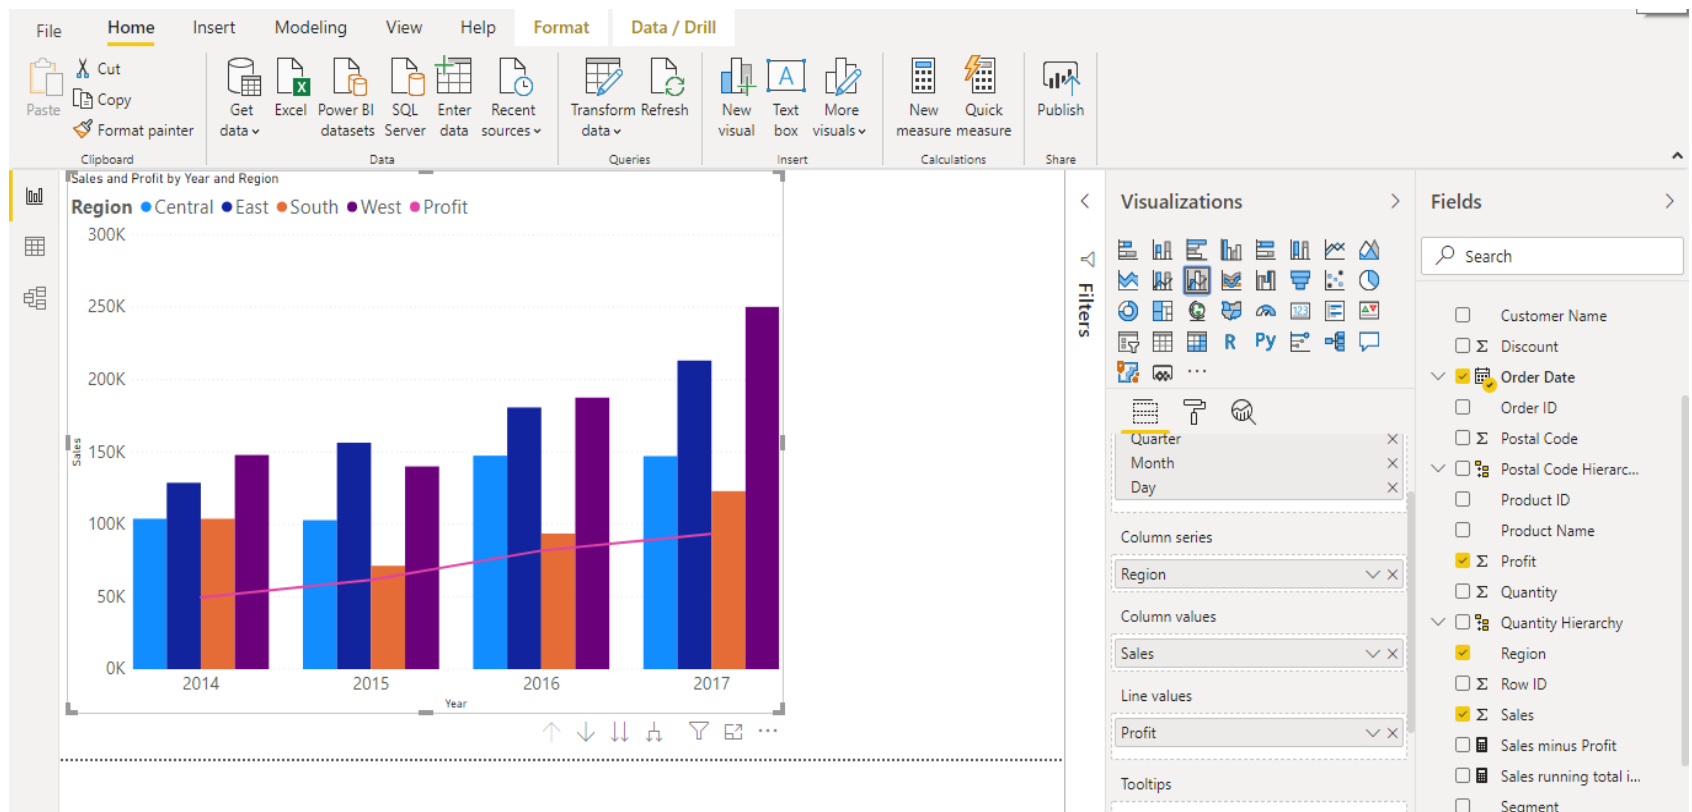 File Home Insert Modeling View Help Format Data / Drill
Paste
Cut
Copy
Format painter
Clipboard
Get data
Excel
Power BI datasets
SQL Server
Enter data
Recent sources
Data
Transform data
Refresh
Queries
New visual
Text box
More visuals
Insert
New measure
Quick measure
Calculations
Publish
Share
Sales and Profit by Year and Region
Region Central East South West Profit
300K
250K
200K
150K
100K
50K
0K
Sales
2014 2015 2016 2017
Year
Filters
Visualizations
123
R Py
Quarter
Month
Day
Column series
Region
Column values
Sales
Line values
Profit
Tooltips
Fields
Search
Customer Name
Discount
Order Date
Order ID
Postal Code
Postal Code Hierarc...
Product ID
Product Name
Profit
Quantity
Quantity Hierarchy
Region
Row ID
Sales
Sales minus Profit
Sales running total i...
Segment